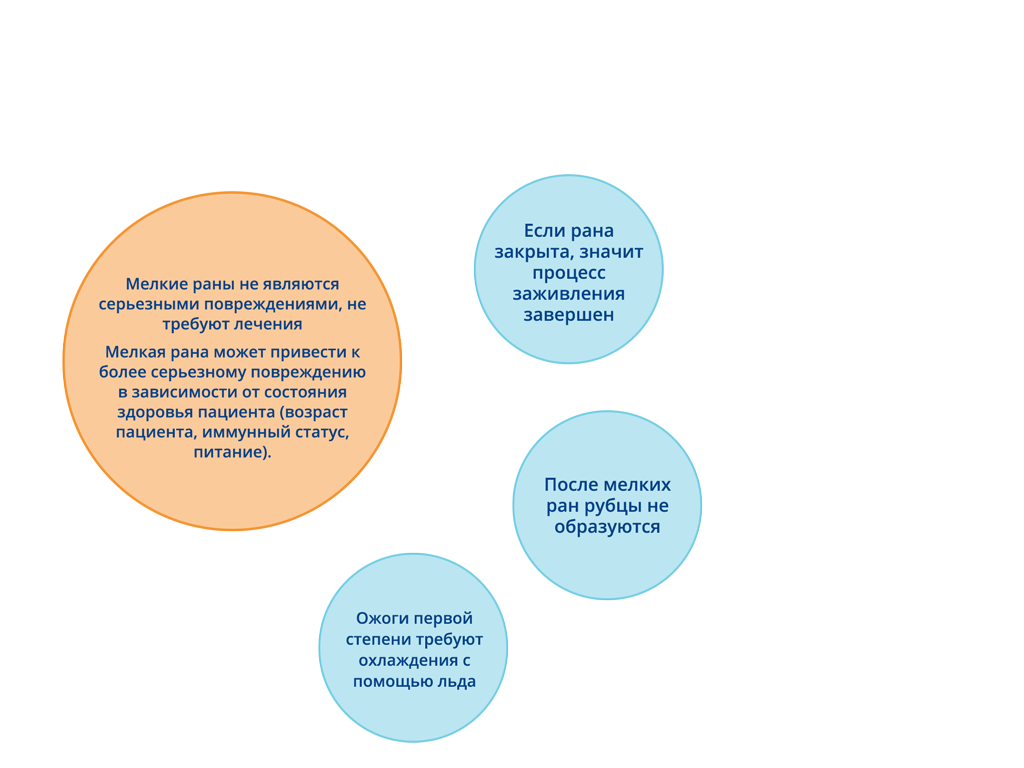 Мелкие раны не являются
серьезными повреждениями, не
требуют лечения
Мелкая рана может привести к
более серьезному повреждению
в зависимости от состояния
здоровья пациента (возраст
пациента, иммунный статус,
питание).
Если рана
закрыта, значит
процесс
заживления
завершен
После мелких
ран рубцы не
образуются
Ожоги первой
степени требуют
охлаждения с
помощью льда